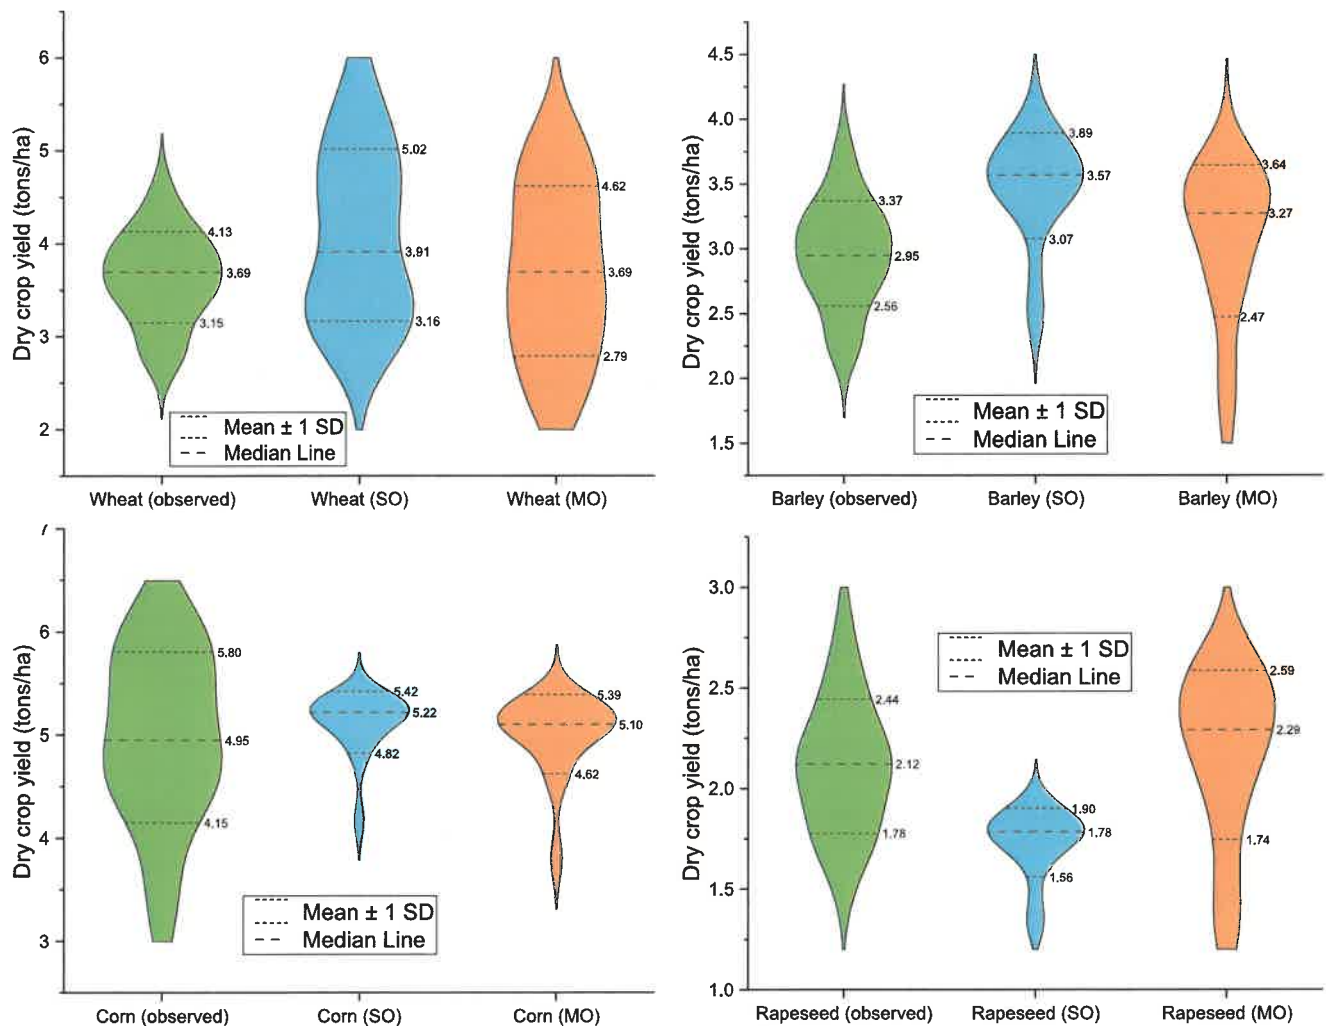 Dry crop yield (tons/ha)
6
5
4
3
2
5.02
4.62
4.13
3.91
3.69
3.69
3.15
3.16
2.79
Mean ± 1 SD
Median Line
Wheat (observed)
Wheat (SO)
Wheat (MO)
Dry crop yield (tons/ha)
4.5
4.0
3.5
3.0
2.5
2.0
1.5
3.89
3.64
3.57
3.37
3.27
3.07
2.95
2.56
2.47
Mean ± 1 SD
Median Line
Barley (observed)
Barley (SO)
Barley (MO)
Dry crop yield (tons/ha)
7
6
5
4
3
5.80
5.42
5.39
5.22
5.10
4.95
4.82
4.62
4.15
Mean ± 1 SD
Median Line
Corn (observed)
Corn (SO)
Corn (MO)
Dry crop yield (tons/ha)
3.0
2.5
2.0
1.5
1.0
Mean ± 1 SD
Median Line
2.59
2.44
2.29
2.12
1.90
1.78
1.78
1.74
1.56
Rapeseed (observed)
Rapeseed (SO)
Rapeseed (MO)